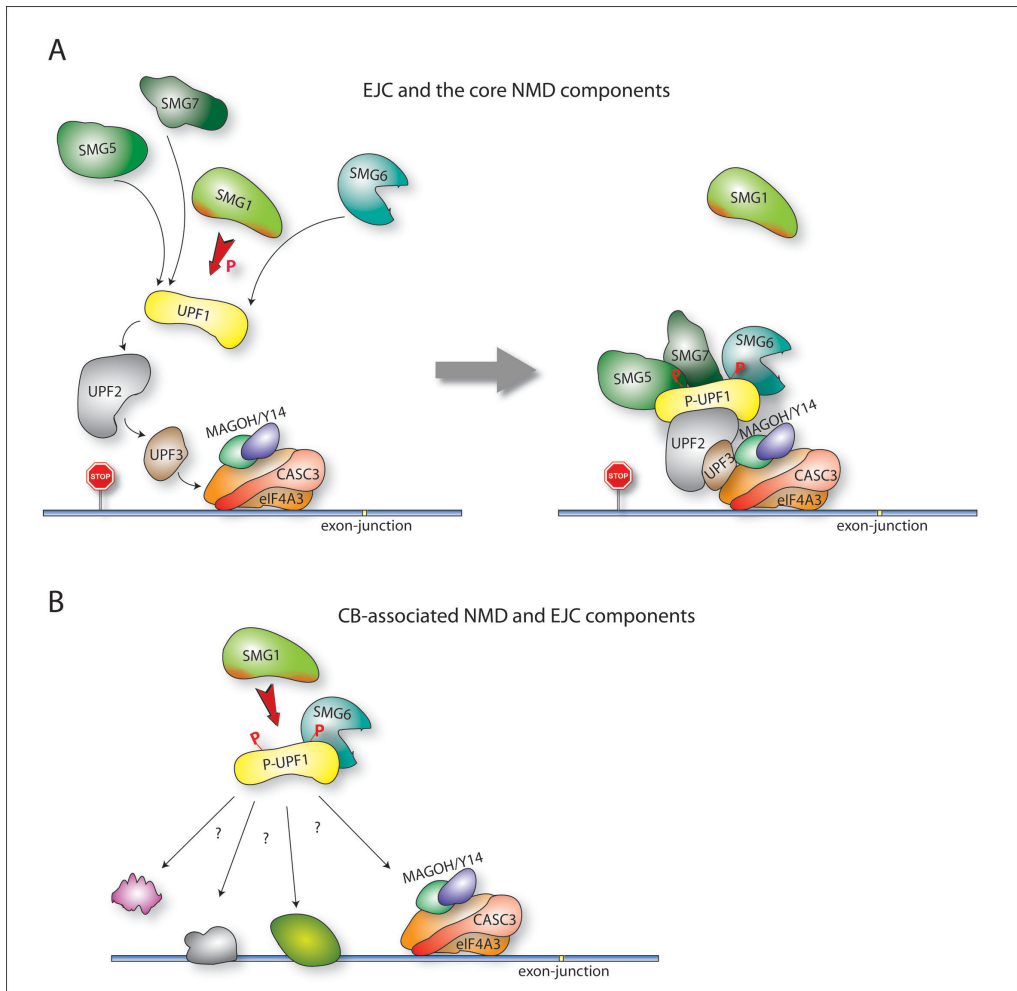 A
EJC and the core NMD components
SMG7
SMG5
SMG1
SMG6
P
UPF1
UPF2
UPF3
MAGOH/Y14
CASC3
eIF4A3
STOP
exon-junction
SMG1
SMG7
SMG6
SMG5
P
P
P-UPF1
UPF2
UPF3
MAGOH/Y14
CASC3
eIF4A3
STOP
exon-junction
B
CB-associated NMD and EJC components
SMG1
SMG6
P
P
P-UPF1
?
?
?
MAGOH/Y14
CASC3
eIF4A3
exon-junction